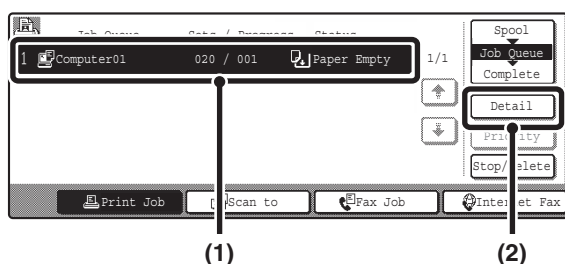 Job Queue Sets / Progress Status
1 Computer01 020 / 001 Paper Empty 1/1
Spool
Job Queue
Complete
Detail
Priority
Stop/Delete
Print Job Scan to Fax Job Internet Fax
(1) (2)